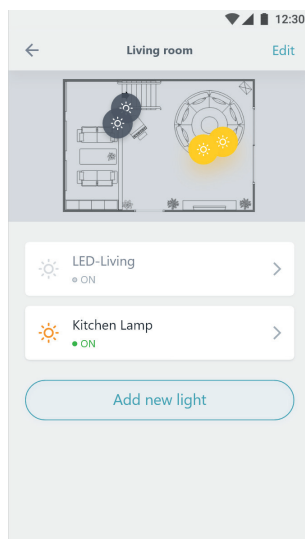 12:30
Living room
Edit
LED-Living
ON
Kitchen Lamp
ON
Add new light